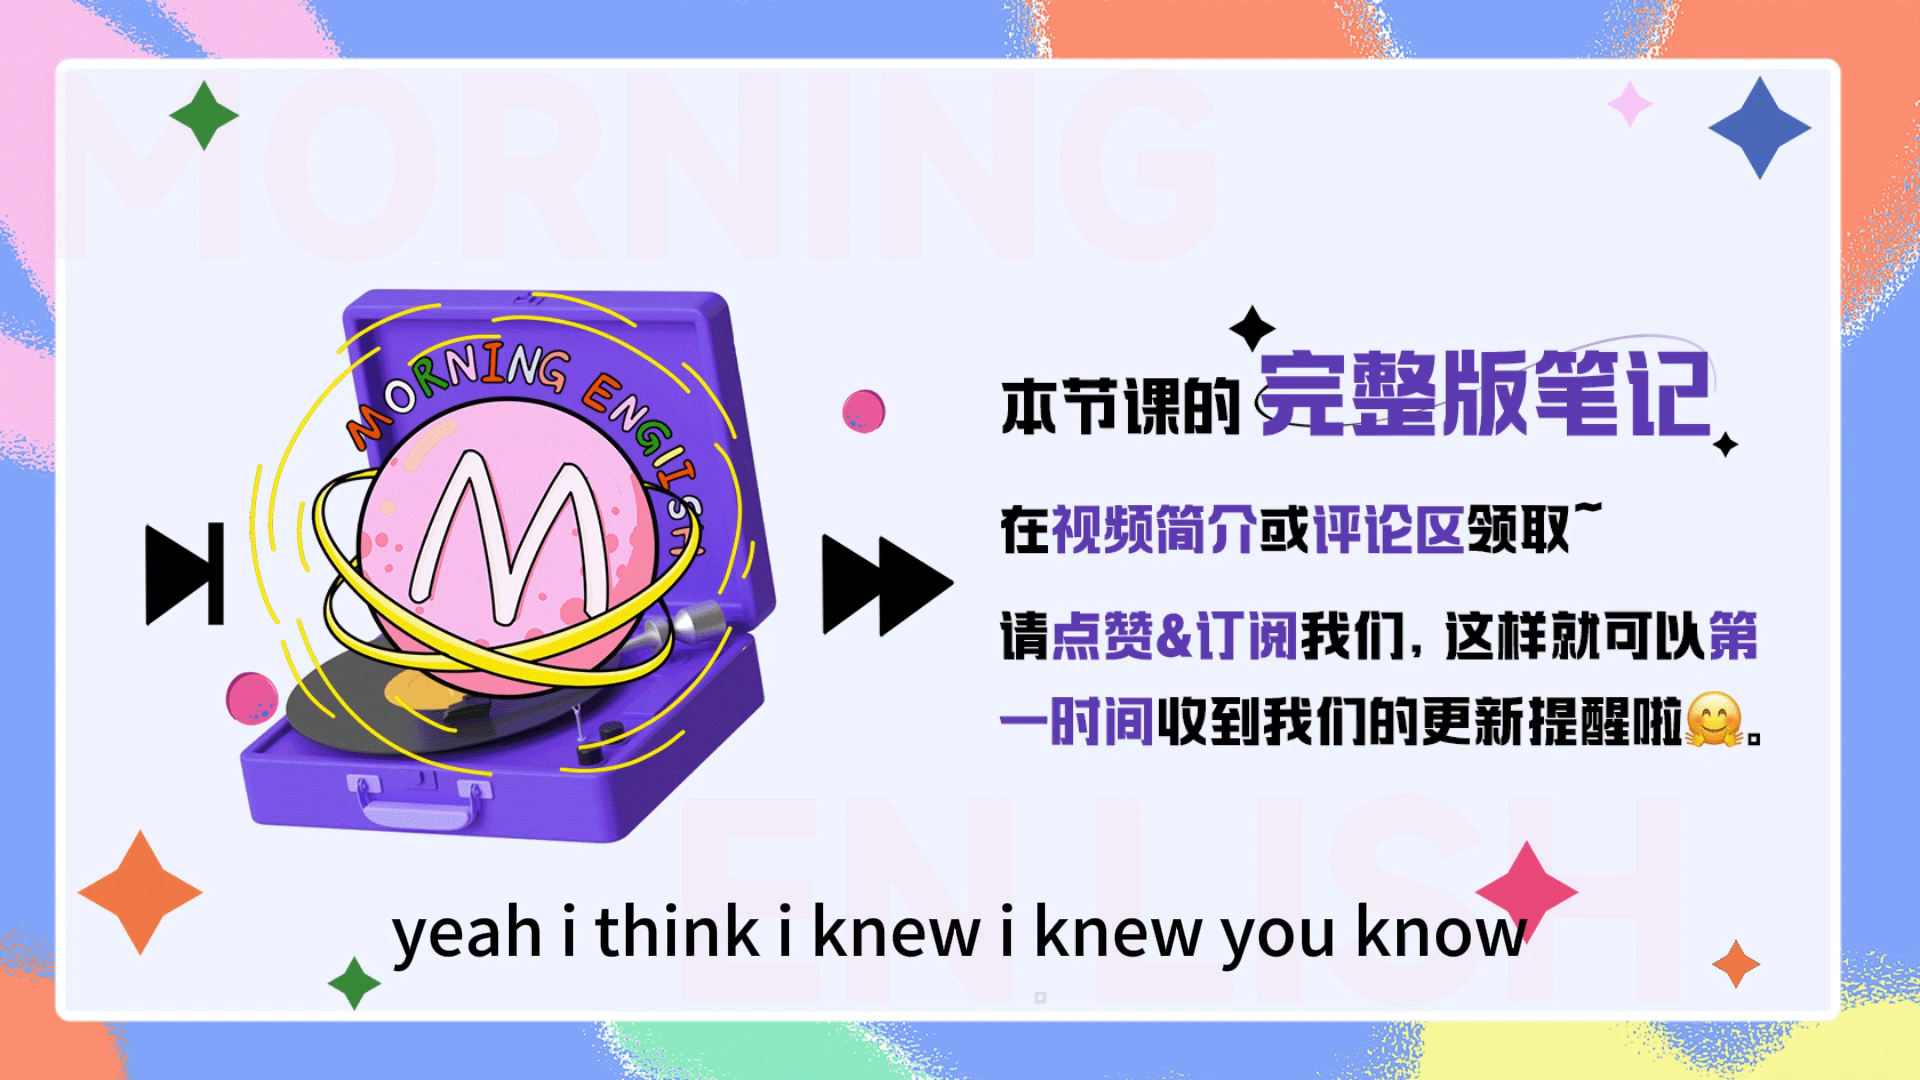 MORNING
MORNING ENGlISH
M
本节课的 完整版笔记
在视频简介或评论区领取~
请点赞&订阅我们, 这样就可以第
一时间收到我们的更新提醒啦🤗。
EN LISH
yeah i think i knew i knew you know